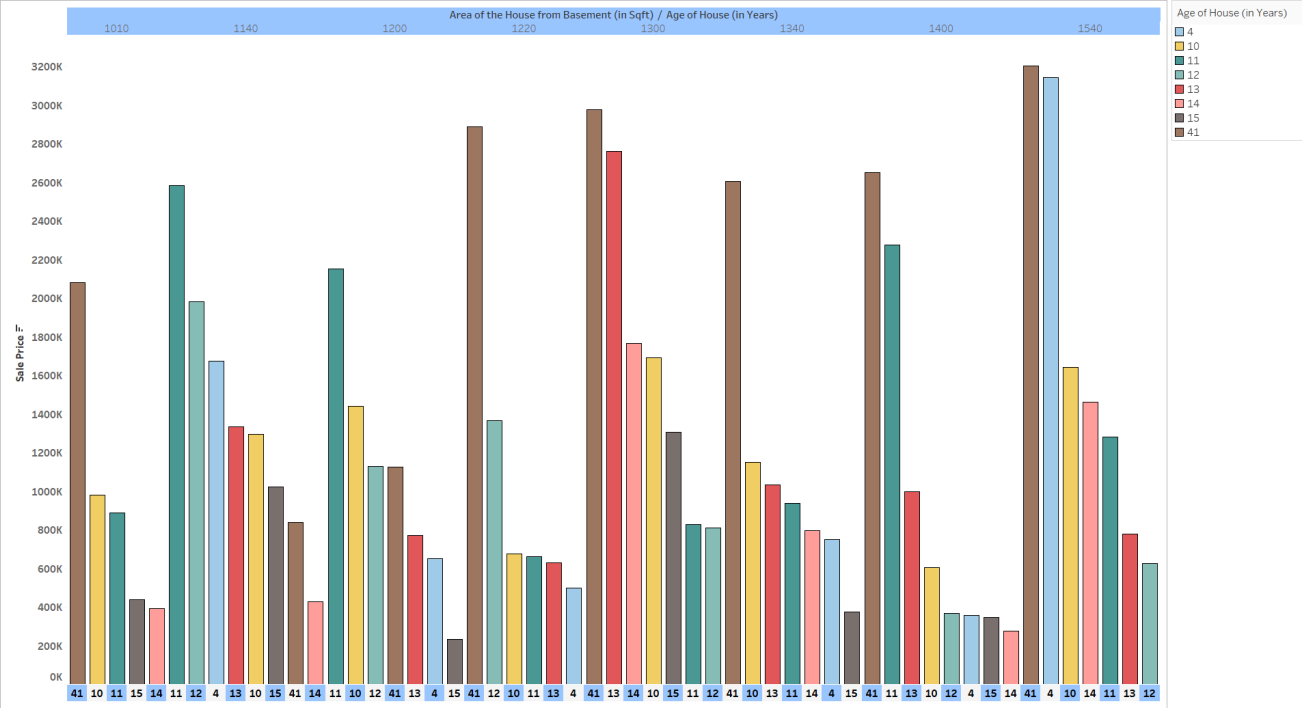 Area of the House from Basement (in Sqft) / Age of House (in Years)
1010 1140 1200 1220 1300 1340 1400 1540
Age of House (in Years)
4
10
11
12
13
14
15
41
Sale Price
3200K
3000K
2800K
2600K
2400K
2200K
2000K
1800K
1600K
1400K
1200K
1000K
800K
600K
400K
200K
0K
41 10 11 15 14 11 12 4 13 10 15 41 14 11 10 12 41 13 4 15 41 12 10 11 13 4 41 13 14 10 15 11 12 41 10 13 11 14 4 15 41 11 13 10 12 4 15 14 41 4 10 14 11 13 12